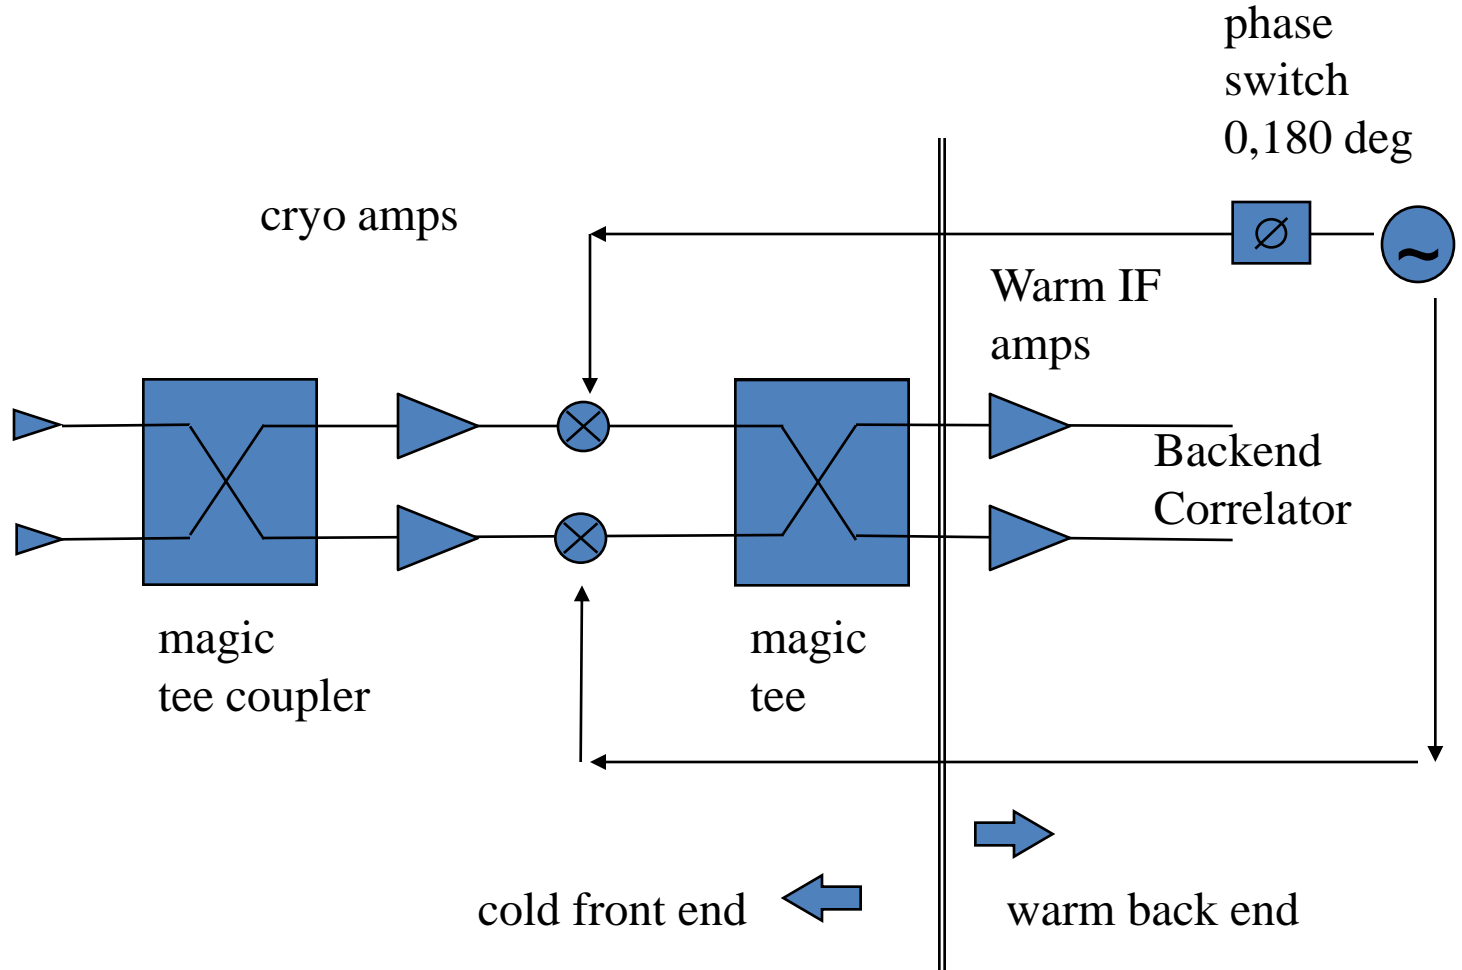 phase
switch
0,180 deg
cryo amps
∅
~
Warm IF
amps
Backend
Correlator
magic
tee coupler
magic
tee
cold front end
warm back end